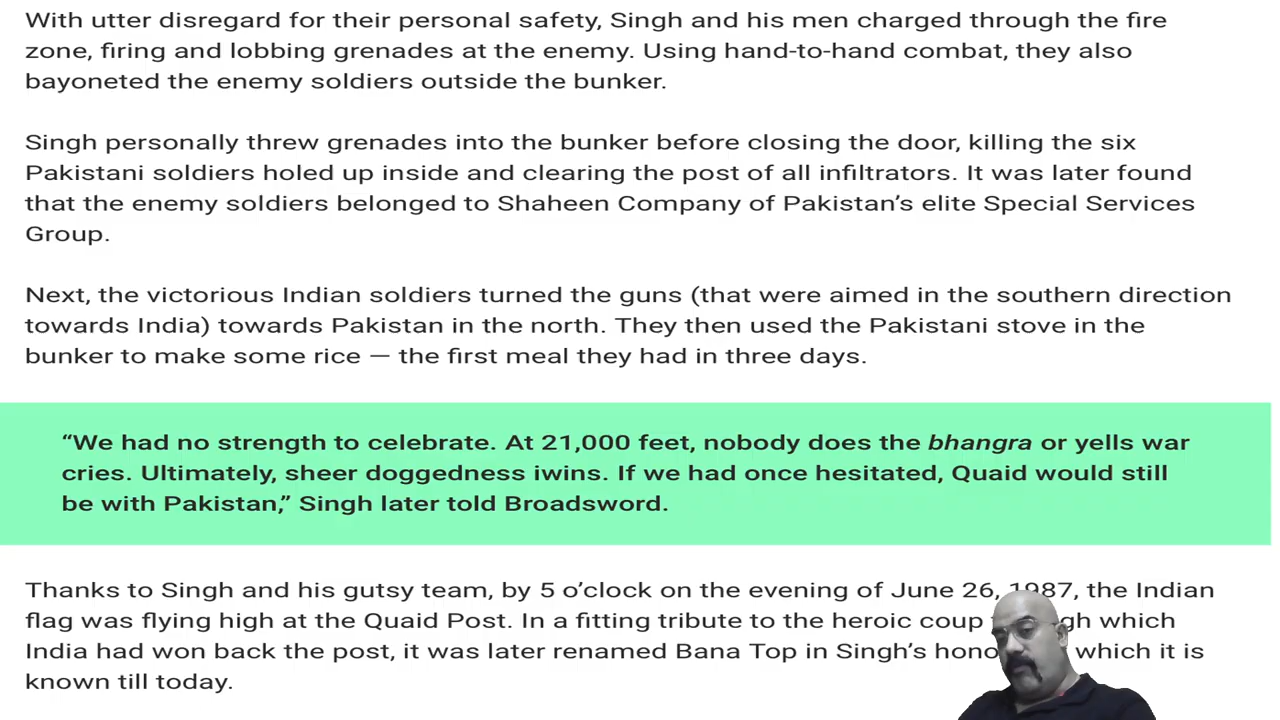 With utter disregard for their personal safety, Singh and his men charged through the fire
zone, firing and lobbing grenades at the enemy. Using hand-to-hand combat, they also
bayoneted the enemy soldiers outside the bunker.
Singh personally threw grenades into the bunker before closing the door, killing the six
Pakistani soldiers holed up inside and clearing the post of all infiltrators. It was later found
that the enemy soldiers belonged to Shaheen Company of Pakistan’s elite Special Services
Group.
Next, the victorious Indian soldiers turned the guns (that were aimed in the southern direction
towards India) towards Pakistan in the north. They then used the Pakistani stove in the
bunker to make some rice — the first meal they had in three days.
“We had no strength to celebrate. At 21,000 feet, nobody does the bhangra or yells war
cries. Ultimately, sheer doggedness iwins. If we had once hesitated, Quaid would still
be with Pakistan,” Singh later told Broadsword.
Thanks to Singh and his gutsy team, by 5 o’clock on the evening of June 26, 1987, the Indian
flag was flying high at the Quaid Post. In a fitting tribute to the heroic coup which
India had won back the post, it was later renamed Bana Top in Singh’s which it is
known till today.